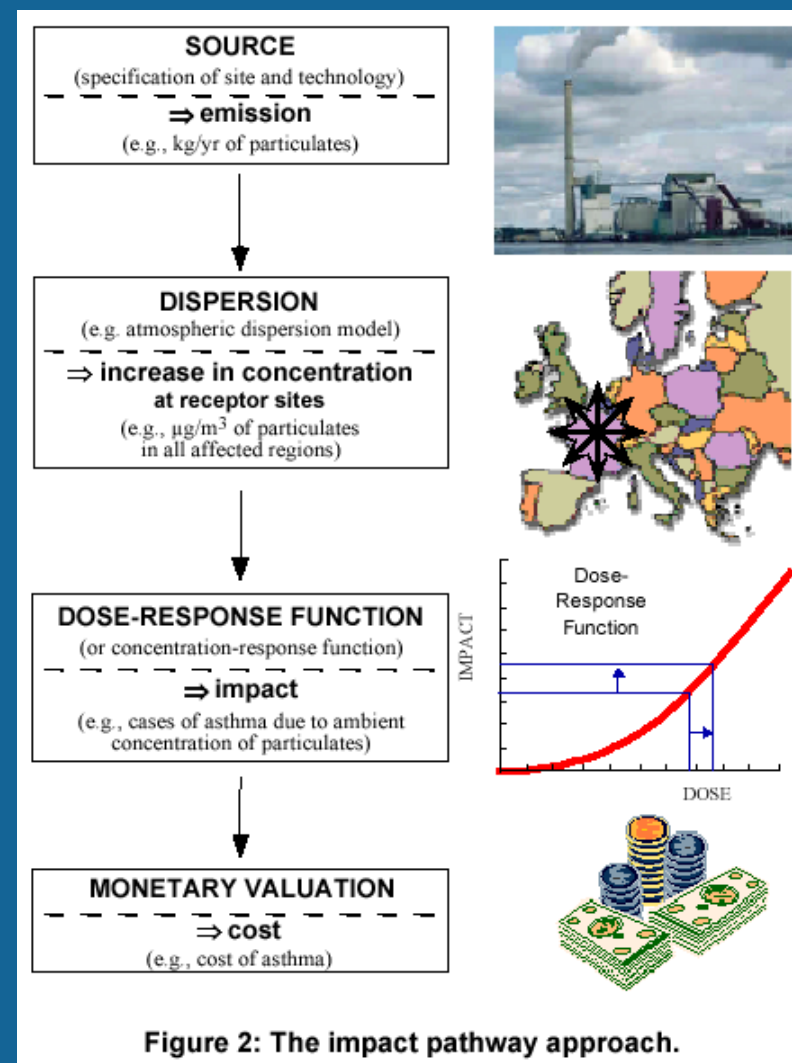 SOURCE
(specification of site and technology)
⇒ emission
(e.g., kg/yr of particulates)
DISPERSION
(e.g. atmospheric dispersion model)
⇒ increase in concentration
at receptor sites
(e.g., μg/m³ of particulates
in all affected regions)
DOSE-RESPONSE FUNCTION
(or concentration-response function)
⇒ impact
(e.g., cases of asthma due to ambient
concentration of particulates)
Dose-
Response
Function
IMPACT
DOSE
MONETARY VALUATION
⇒ cost
(e.g., cost of asthma)
Figure 2: The impact pathway approach.